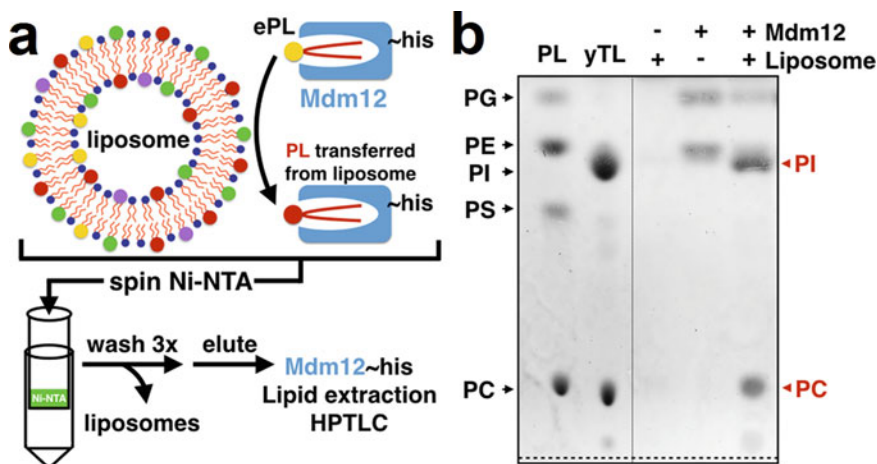 a
ePL
~his
Mdm12
liposome
PL transferred
from liposome
~his
spin Ni-NTA
wash 3x
elute
Ni-NTA
liposomes
Mdm12~his
Lipid extraction
HPTLC
b
- + + Mdm12
PL yTL + - + Liposome
PG
PE
PI
PI
PS
PC
PC